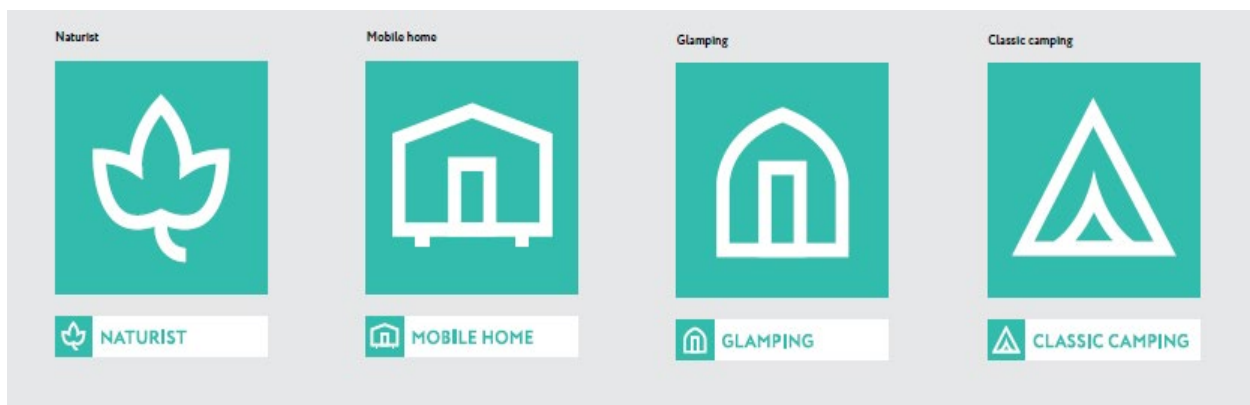 Naturist
Mobile home
Glamping
Classic camping
NATURIST
MOBILE HOME
GLAMPING
CLASSIC CAMPING